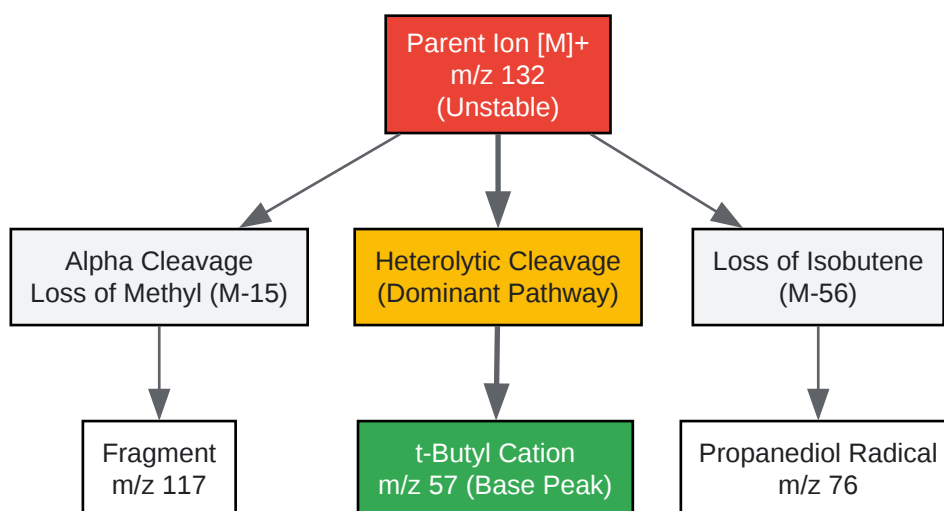 Parent Ion [M]+
m/z 132
(Unstable)
Alpha Cleavage
Loss of Methyl (M-15)
Heterolytic Cleavage
(Dominant Pathway)
Loss of Isobutene
(M-56)
Fragment
m/z 117
t-Butyl Cation
m/z 57 (Base Peak)
Propanediol Radical
m/z 76